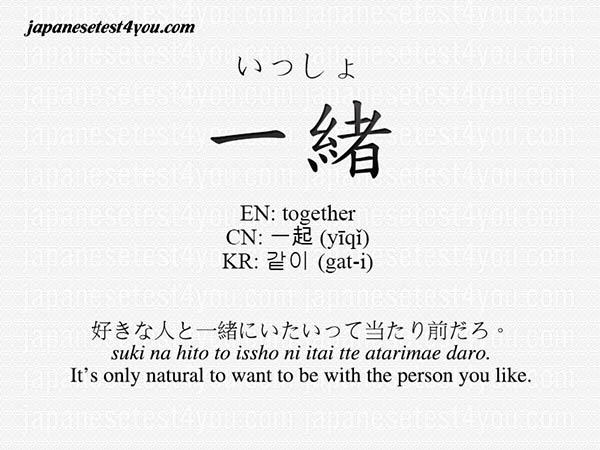 japanesetest4you.com
いっしょ
一緒
EN: together
CN: 一起 (yīqǐ)
KR: 같이 (gat-i)
好きな人と一緒にいたいって当たり前だろ。
suki na hito to issho ni itai tte atarimae daro.
It's only natural to want to be with the person you like.